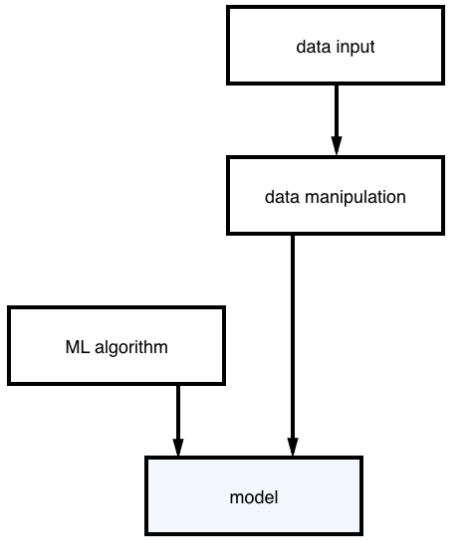 data input
data manipulation
ML algorithm
model